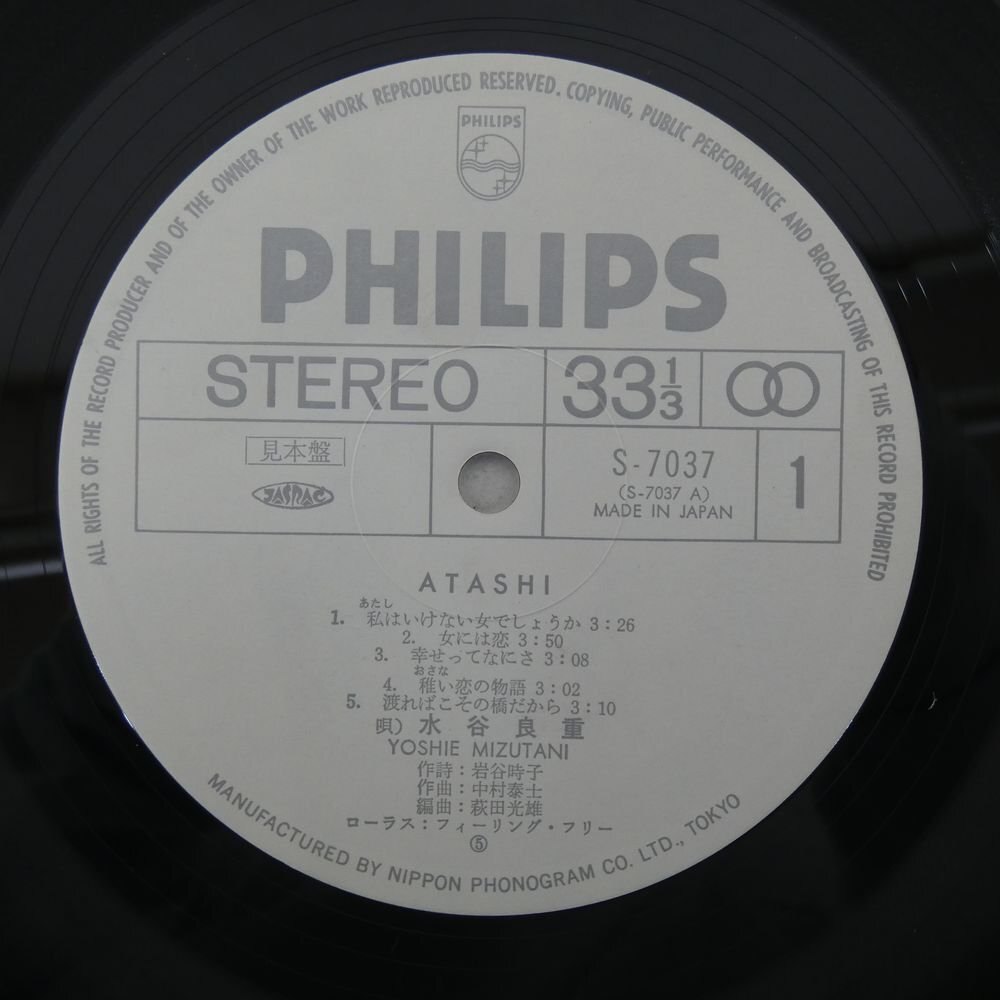 ALL RIGHTS OF THE RECORD PRODUCER AND OF THE OWNER OF THE WORK REPRODUCED RESERVED. COPYING, PUBLIC PERFORMANCE AND BROADCASTING OF THIS RECORD PROHIBITED
PHILIPS
PHILIPS
STEREO
33 1/3
見本盤
JASRAC
S-7037
(S-7037 A)
MADE IN JAPAN
1
ATASHI
あたし
1. 私はいけない女でしょうか 3:26
2. 女には恋 3:50
3. 幸せってなにさ 3:08
おさな
4. 稚い恋の物語 3:02
5. 渡ればこその橋だから 3:10
唄) 水谷良重
YOSHIE MIZUTANI
作詩:岩谷時子
作曲:中村泰士
編曲:萩田光雄
コーラス:フィーリング・フリー
⑤
MANUFACTURED BY NIPPON PHONOGRAM CO. LTD., TOKYO